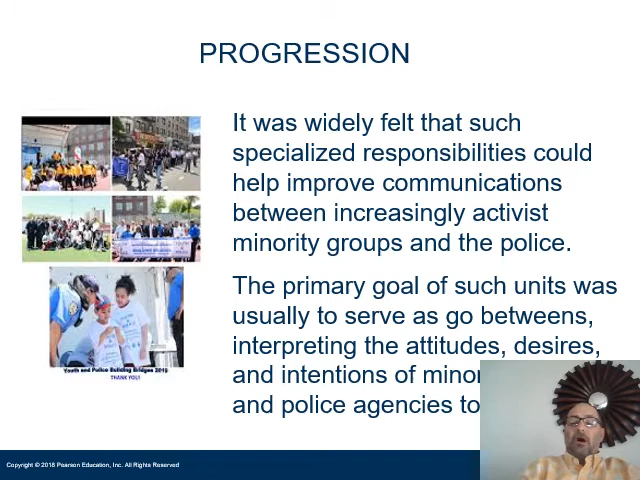 PROGRESSION
It was widely felt that such
specialized responsibilities could
help improve communications
between increasingly activist
minority groups and the police.
The primary goal of such units was
usually to serve as go betweens,
interpreting the attitudes, desires,
and intentions of
and police agencies
Youth and Police Building Bridges 2019
THANK YOU!
Copyright © 2018 Pearson Education, Inc. All Rights Reserved